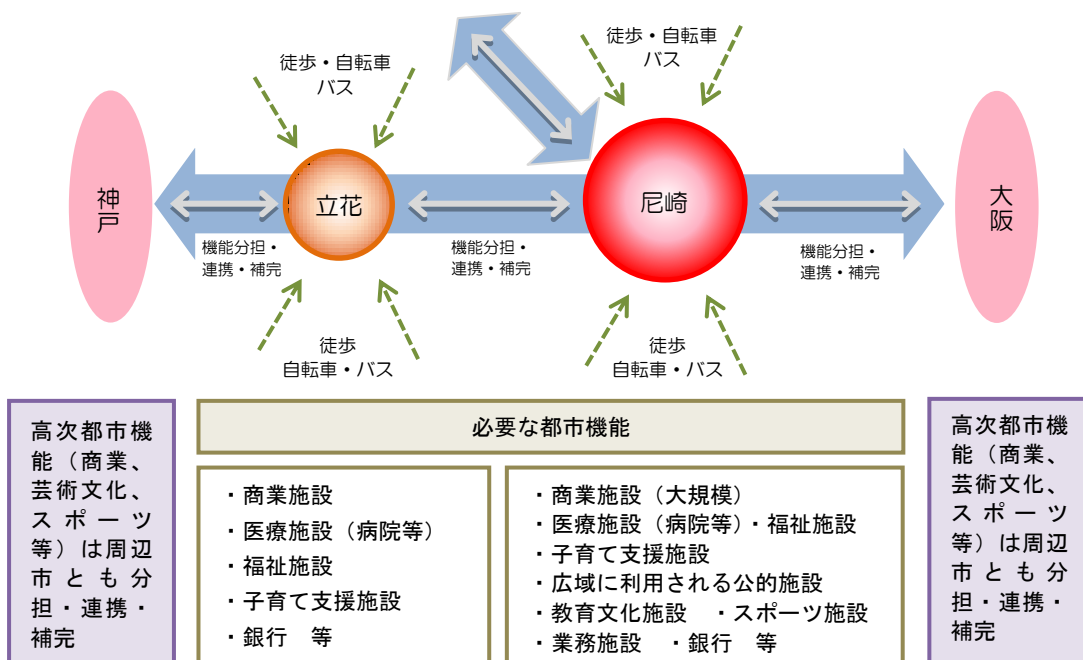 徒歩・自転車
バス
徒歩・自転車
バス
神戸
立花
尼崎
大阪
機能分担・
連携・補完
機能分担・
連携・補完
機能分担・
連携・補完
徒歩
自転車・バス
徒歩
自転車・バス
高次都市機
能（商業、
芸術文化、
スポーツ
等）は周辺
市とも分
担・連携・
補完
必要な都市機能
・商業施設
・医療施設（病院等）
・福祉施設
・子育て支援施設
・銀行　等
・商業施設（大規模）
・医療施設（病院等）・福祉施設
・子育て支援施設
・広域に利用される公的施設
・教育文化施設　・スポーツ施設
・業務施設　・銀行　等
高次都市機
能（商業、
芸術文化、
スポーツ
等）は周辺
市とも分
担・連携・
補完